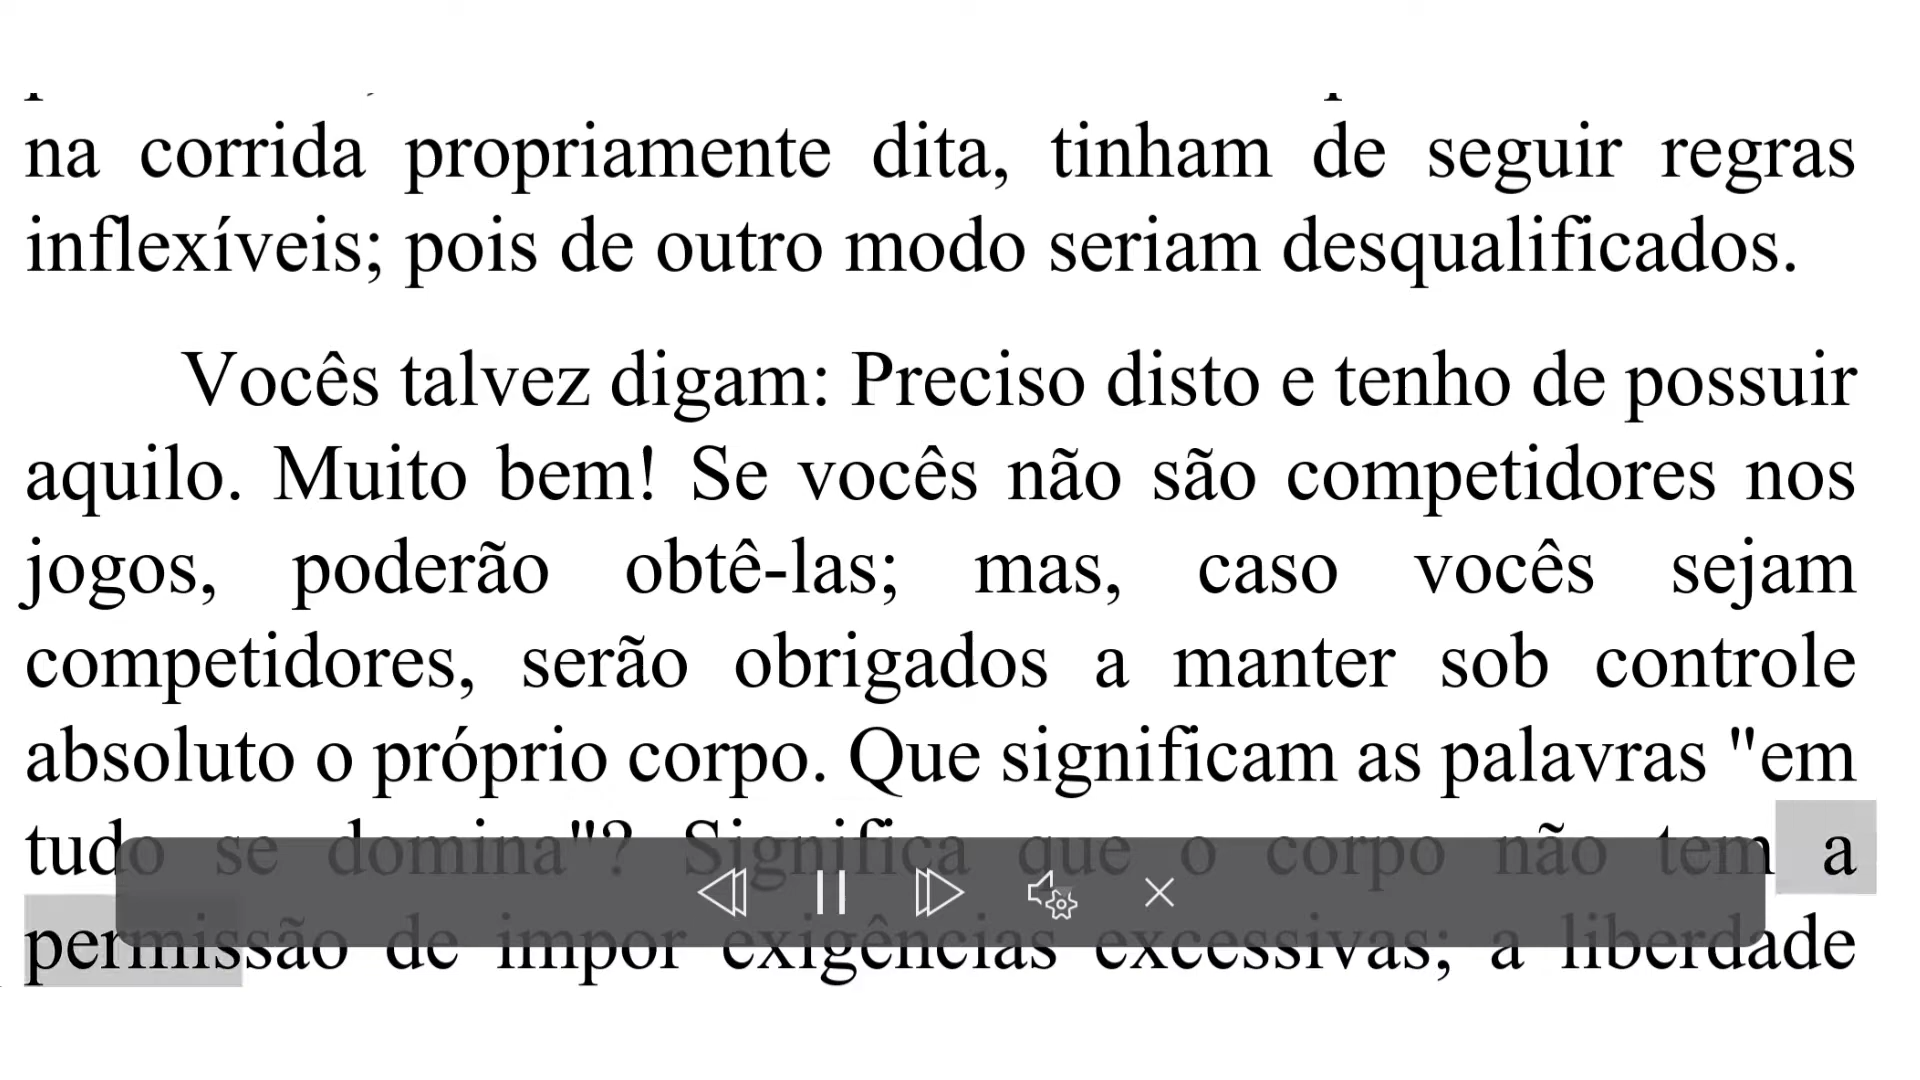 na corrida propriamente dita, tinham de seguir regras
inflexíveis; pois de outro modo seriam desqualificados.
Vocês talvez digam: Preciso disto e tenho de possuir
aquilo. Muito bem! Se vocês não são competidores nos
jogos, poderão obtê-las; mas, caso vocês sejam
competidores, serão obrigados a manter sob controle
absoluto o próprio corpo. Que significam as palavras "em
tudo se domina"? Significa que o corpo não tem a
permissão de impor exigências excessivas; a liberdade